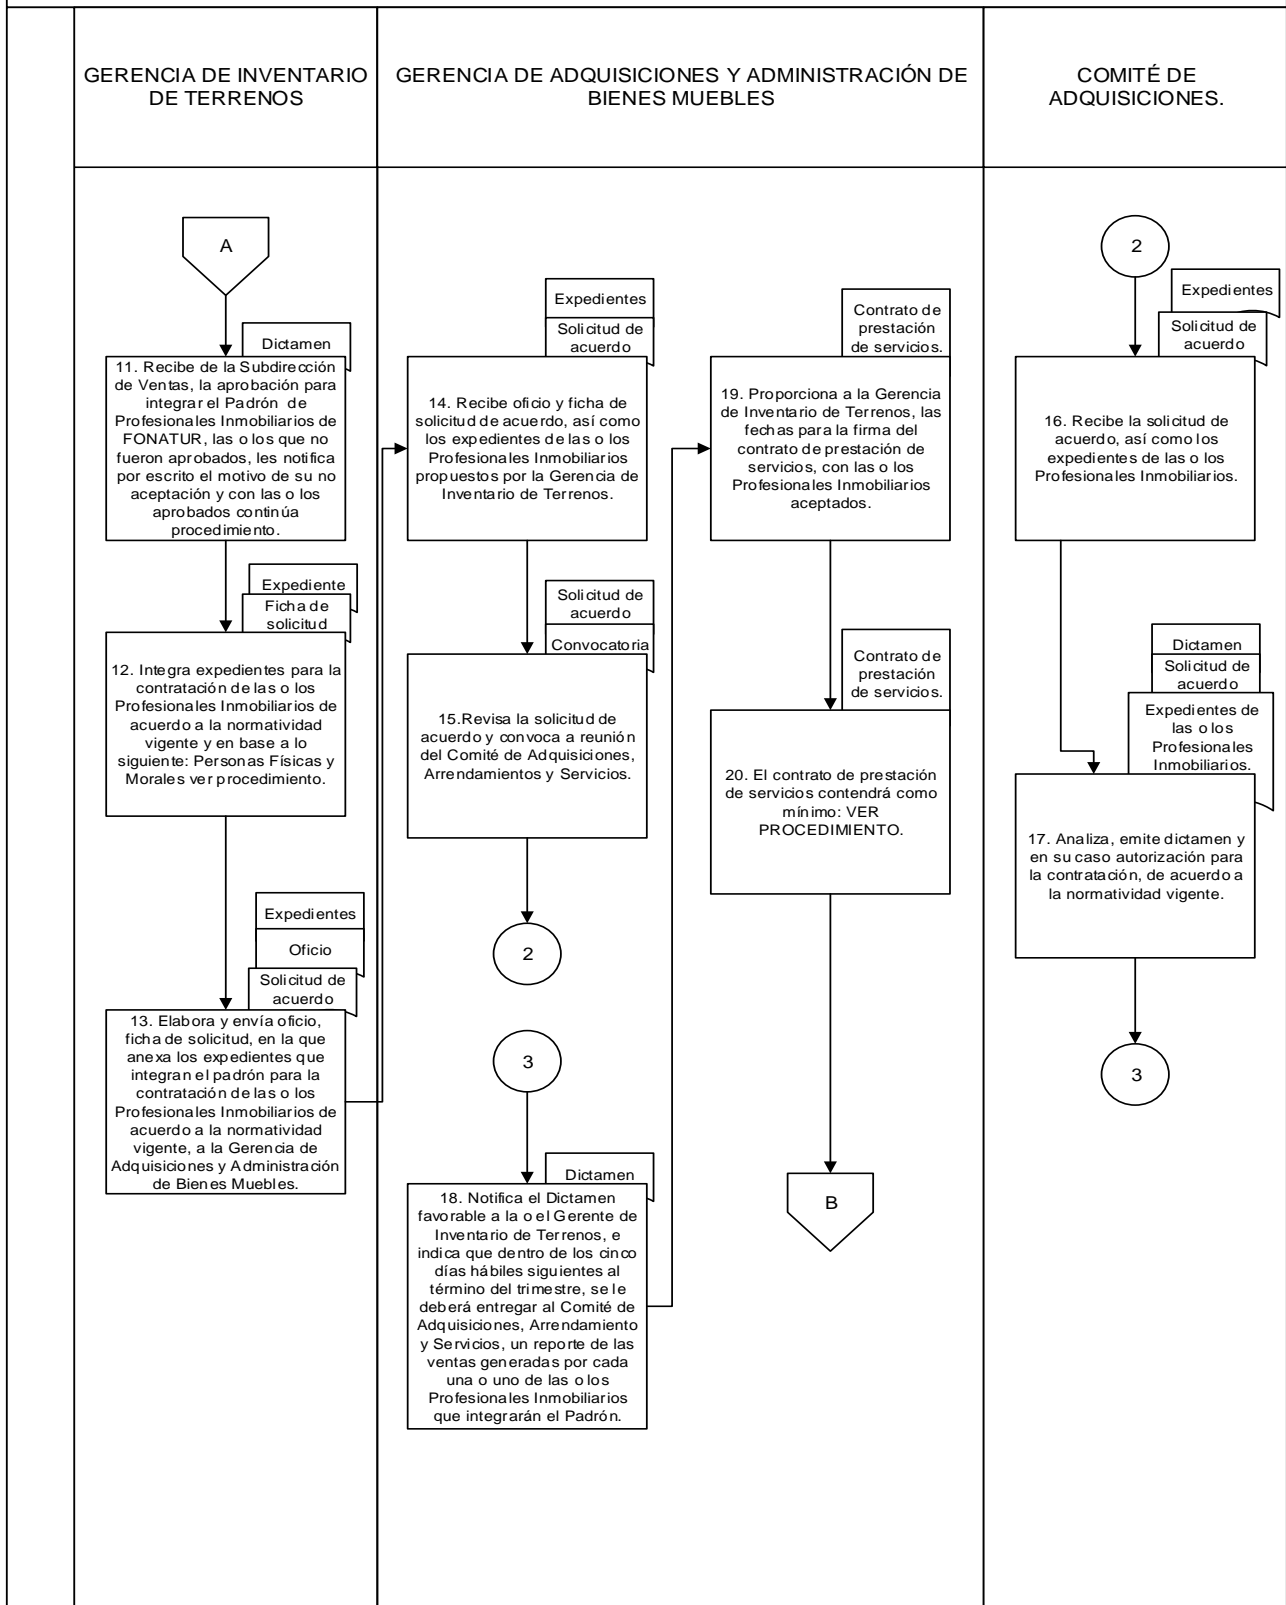 GERENCIA DE INVENTARIO
DE TERRENOS
GERENCIA DE ADQUISICIONES Y ADMINISTRACIÓN DE
BIENES MUEBLES
COMITÉ DE
ADQUISICIONES.
A
Dictamen
11. Recibe de la Subdirección
de Ventas, la aprobación para
integrar el Padrón de
Profesionales Inmobiliarios de
FONATUR, las o los que no
fueron aprobados, les notifica
por escrito el motivo de su no
aceptación y con las o los
aprobados continúa
procedimiento.
Expediente
Ficha de
solicitud
12. Integra expedientes para la
contratación de las o los
Profesionales Inmobiliarios de
acuerdo a la normatividad
vigente y en base a lo
siguiente: Personas Físicas y
Morales ver procedimiento.
Expedientes
Oficio
Solicitud de
acuerdo
13. Elabora y envía oficio,
ficha de solicitud, en la que
anexa los expedientes que
integran el padrón para la
contratación de las o los
Profesionales Inmobiliarios de
acuerdo a la normatividad
vigente, a la Gerencia de
Adquisiciones y Administración
de Bienes Muebles.
Expedientes
Solicitud de
acuerdo
14. Recibe oficio y ficha de
solicitud de acuerdo, así como
los expedientes de las o los
Profesionales Inmobiliarios
propuestos por la Gerencia de
Inventario de Terrenos.
Solicitud de
acuerdo
Convocatoria
15.Revisa la solicitud de
acuerdo y convoca a reunión
del Comité de Adquisiciones,
Arrendamientos y Servicios.
2
3
Dictamen
18. Notifica el Dictamen
favorable a la o el Gerente de
Inventario de Terrenos, e
indica que dentro de los cinco
días hábiles siguientes al
término del trimestre, se le
deberá entregar al Comité de
Adquisiciones, Arrendamiento
y Servicios, un reporte de las
ventas generadas por cada
una o uno de las o los
Profesionales Inmobiliarios
que integrarán el Padrón.
Contrato de
prestación
de servicios.
19. Proporciona a la Gerencia
de Inventario de Terrenos, las
fechas para la firma del
contrato de prestación de
servicios, con las o los
Profesionales Inmobiliarios
aceptados.
Contrato de
prestación
de servicios.
20. El contrato de prestación
de servicios contendrá como
mínimo: VER
PROCEDIMIENTO.
B
2
Expedientes
Solicitud de
acuerdo
16. Recibe la solicitud de
acuerdo, así como los
expedientes de las o los
Profesionales Inmobiliarios.
Dictamen
Solicitud de
acuerdo
Expedientes de
las o los
Profesionales
Inmobiliarios.
17. Analiza, emite dictamen y
en su caso autorización para
la contratación, de acuerdo a
la normatividad vigente.
3